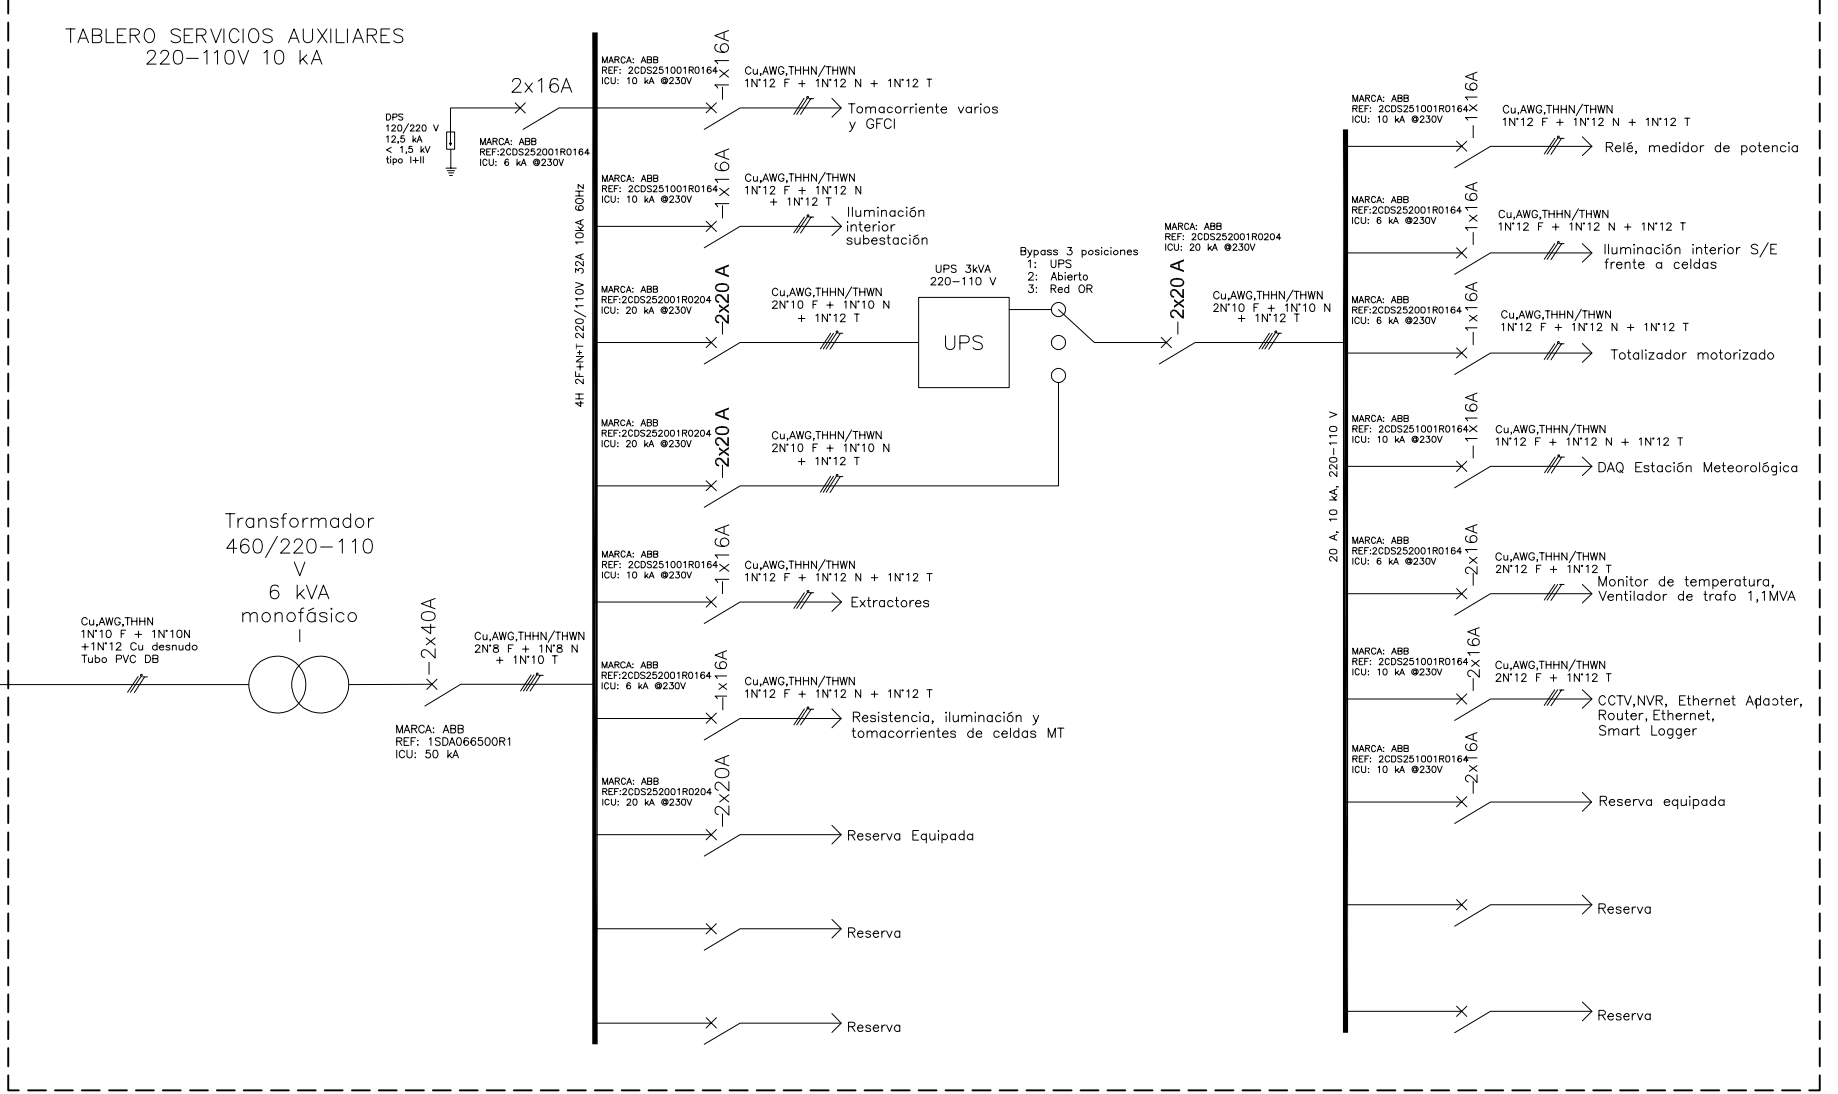 TABLERO SERVICIOS AUXILIARES
220-110V 10 kA
DPS
120/220 V
12,5 kA
< 1,5 kV
tipo I+II
2x16A
MARCA: ABB
REF:2CDS252001R0164
ICU: 6 kA @230V
4H 2F+N+T 220/110V 32A 10kA 60Hz
Cu,AWG,THHN
1N°10 F + 1N°10N
+1N°12 Cu desnudo
Tubo PVC DB
Transformador
460/220-110
V
6 kVA
monofásico
2x40A
MARCA: ABB
REF: 1SDA066500R1
ICU: 50 kA
Cu,AWG,THHN/THWN
2N°8 F + 1N°8 N
+ 1N°10 T
MARCA: ABB
REF: 2CDS251001R0164
ICU: 10 kA @230V
1x16A
Cu,AWG,THHN/THWN
1N°12 F + 1N°12 N + 1N°12 T
Tomacorriente varios
y GFCI
MARCA: ABB
REF: 2CDS251001R0164
ICU: 10 kA @230V
1x16A
Cu,AWG,THHN/THWN
1N°12 F + 1N°12 N
+ 1N°12 T
Iluminación
interior
subestación
MARCA: ABB
REF:2CDS252001R0204
ICU: 20 kA @230V
2x20 A
Cu,AWG,THHN/THWN
2N°10 F + 1N°10 N
+ 1N°12 T
UPS 3kVA
220-110 V
UPS
Bypass 3 posiciones
1: UPS
2: Abierto
3: Red OR
MARCA: ABB
REF: 2CDS252001R0204
ICU: 20 kA @230V
2x20 A
Cu,AWG,THHN/THWN
2N°10 F + 1N°10 N
+ 1N°12 T
MARCA: ABB
REF:2CDS252001R0204
ICU: 20 kA @230V
2x20 A
Cu,AWG,THHN/THWN
2N°10 F + 1N°10 N
+ 1N°12 T
MARCA: ABB
REF: 2CDS251001R0164
ICU: 10 kA @230V
1x16A
Cu,AWG,THHN/THWN
1N°12 F + 1N°12 N + 1N°12 T
Extractores
MARCA: ABB
REF:2CDS252001R0164
ICU: 6 kA @230V
1x16A
Cu,AWG,THHN/THWN
1N°12 F + 1N°12 N + 1N°12 T
Resistencia, iluminación y
tomacorrientes de celdas MT
MARCA: ABB
REF:2CDS252001R0204
ICU: 20 kA @230V
2x20A
Reserva Equipada
Reserva
Reserva
20 A, 10 kA, 220-110 V
MARCA: ABB
REF: 2CDS251001R0164
ICU: 10 kA @230V
1x16A
Cu,AWG,THHN/THWN
1N°12 F + 1N°12 N + 1N°12 T
Relé, medidor de potencia
MARCA: ABB
REF:2CDS252001R0164
ICU: 6 kA @230V
1x16A
Cu,AWG,THHN/THWN
1N°12 F + 1N°12 N + 1N°12 T
Iluminación interior S/E
frente a celdas
MARCA: ABB
REF:2CDS252001R0164
ICU: 6 kA @230V
1x16A
Cu,AWG,THHN/THWN
1N°12 F + 1N°12 N + 1N°12 T
Totalizador motorizado
MARCA: ABB
REF: 2CDS251001R0164
ICU: 10 kA @230V
1x16A
Cu,AWG,THHN/THWN
1N°12 F + 1N°12 N + 1N°12 T
DAQ Estación Meteorológica
MARCA: ABB
REF:2CDS252001R0164
ICU: 6 kA @230V
2x16A
Cu,AWG,THHN/THWN
2N°12 F + 1N°12 T
Monitor de temperatura,
Ventilador de trafo 1,1MVA
MARCA: ABB
REF: 2CDS251001R0164
ICU: 10 kA @230V
2x16A
Cu,AWG,THHN/THWN
2N°12 F + 1N°12 T
CCTV,NVR, Ethernet Adapter,
Router, Ethernet,
Smart Logger
MARCA: ABB
REF: 2CDS251001R0164
ICU: 10 kA @230V
2x16A
Reserva equipada
Reserva
Reserva